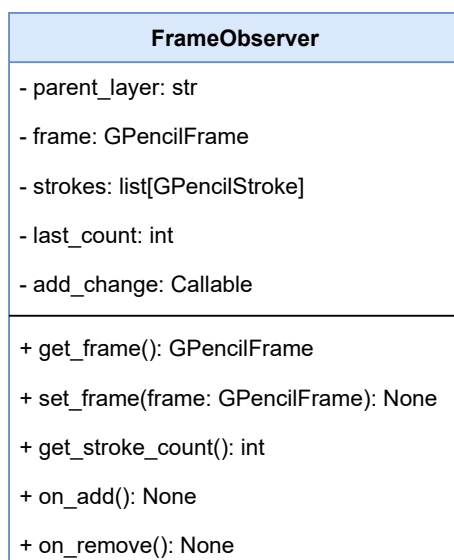 FrameObserver
- parent_layer: str
- frame: GPencilFrame
- strokes: list[GPencilStroke]
- last_count: int
- add_change: Callable
+ get_frame(): GPencilFrame
+ set_frame(frame: GPencilFrame): None
+ get_stroke_count(): int
+ on_add(): None
+ on_remove(): None